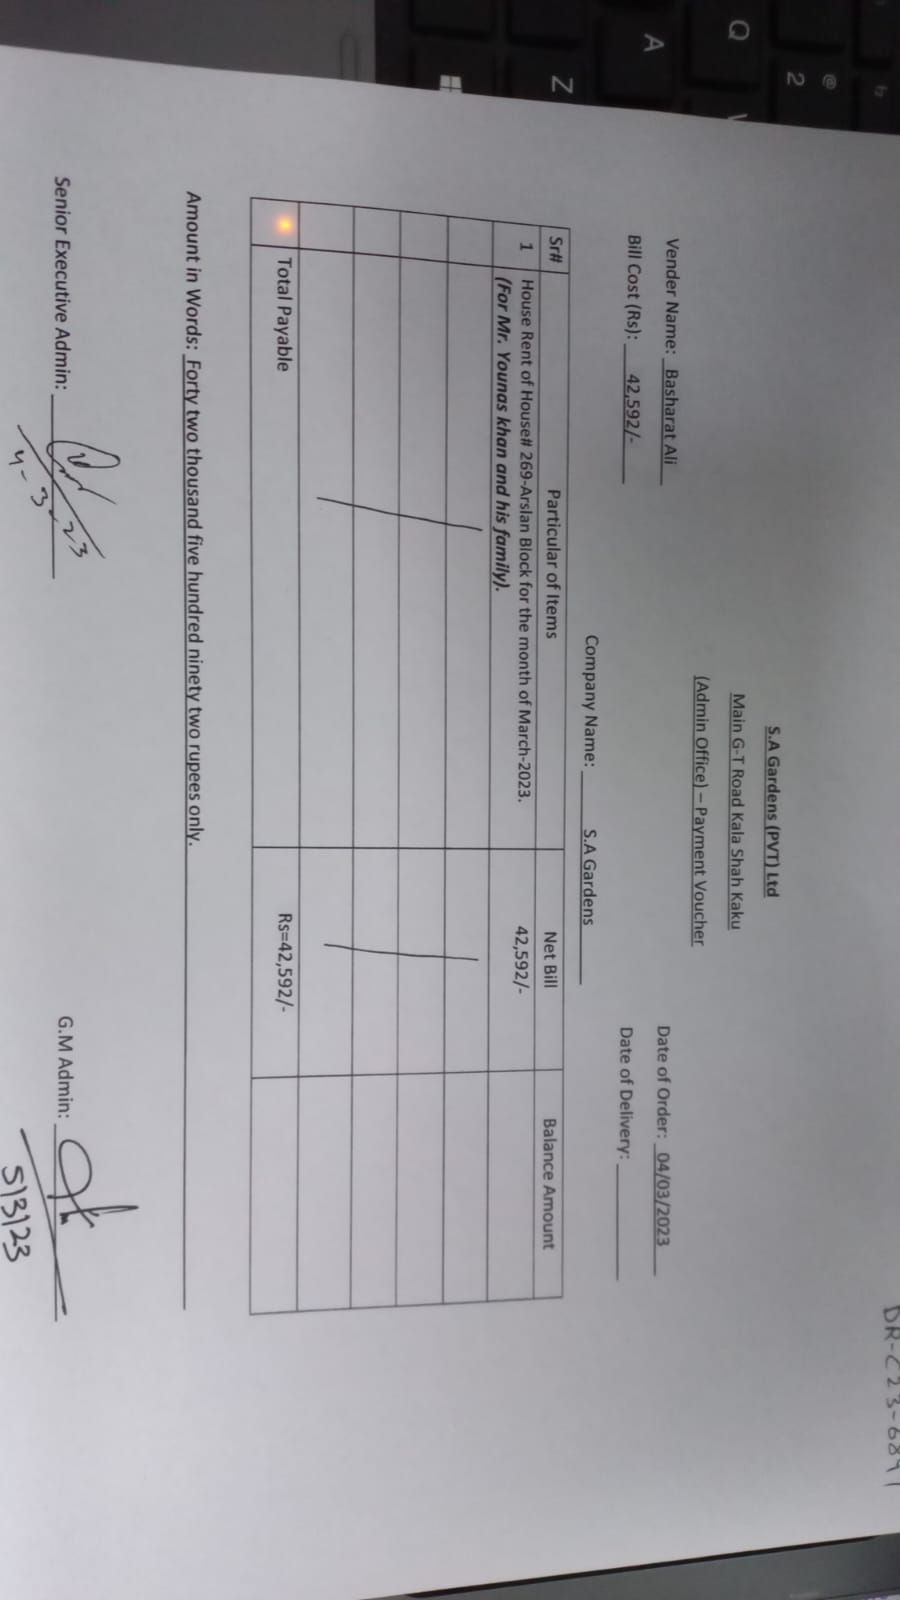 DR-C23-6891
S.A Gardens (PVT) Ltd
Main G-T Road Kala Shah Kaku
(Admin Office) – Payment Voucher
Vender Name: Basharat Ali
Date of Order: 04/03/2023
Bill Cost (Rs): 42,592/-
Date of Delivery:
Company Name: S.A Gardens
Sr# Particular of Items Net Bill Balance Amount
1 House Rent of House# 269-Arslan Block for the month of March-2023. 42,592/-
(For Mr. Younas khan and his family).
Total Payable Rs=42,592/-
Amount in Words: Forty two thousand five hundred ninety two rupees only.
Senior Executive Admin:
4-3-23
G.M Admin:
5/3/23
Q
A
Z
@
2